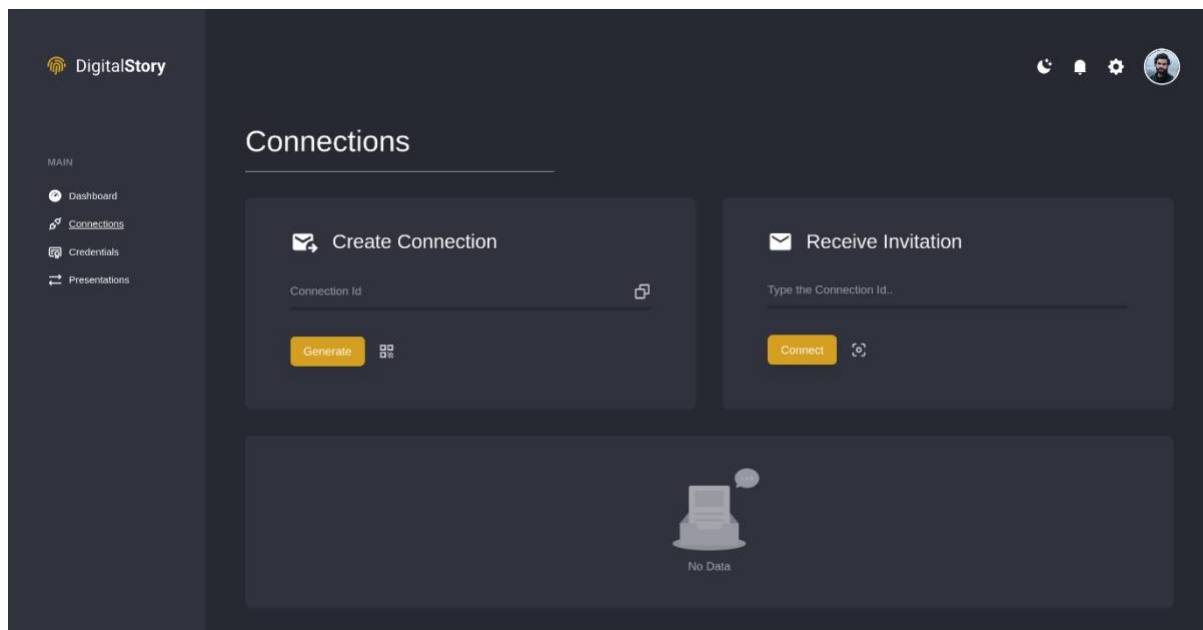 DigitalStory
MAIN
Dashboard
Connections
Credentials
Presentations
Connections
Create Connection
Connection Id
Generate
Receive Invitation
Type the Connection Id..
Connect
No Data